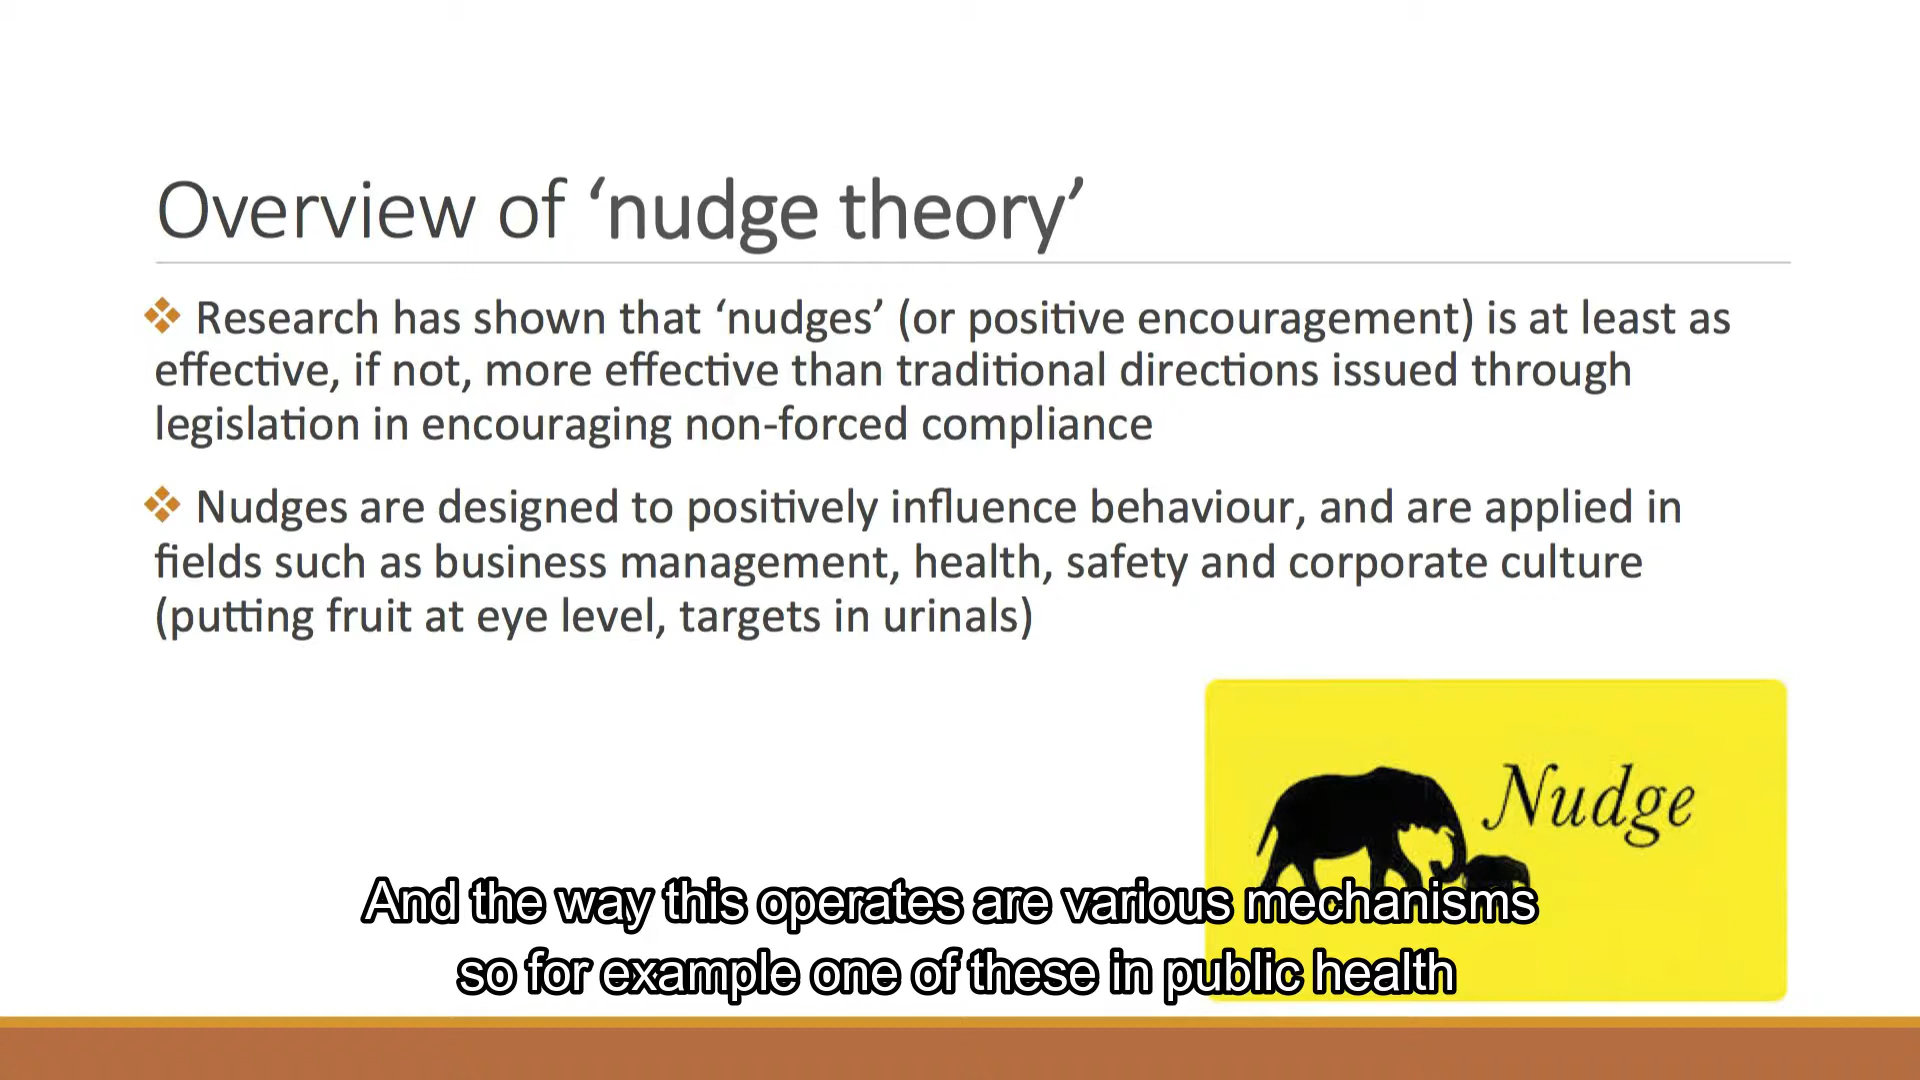 Overview of ‘nudge theory’
Research has shown that ‘nudges’ (or positive encouragement) is at least as
effective, if not, more effective than traditional directions issued through
legislation in encouraging non-forced compliance
Nudges are designed to positively influence behaviour, and are applied in
fields such as business management, health, safety and corporate culture
(putting fruit at eye level, targets in urinals)
Nudge
And the way this operates are various mechanisms
so for example one of these in public health